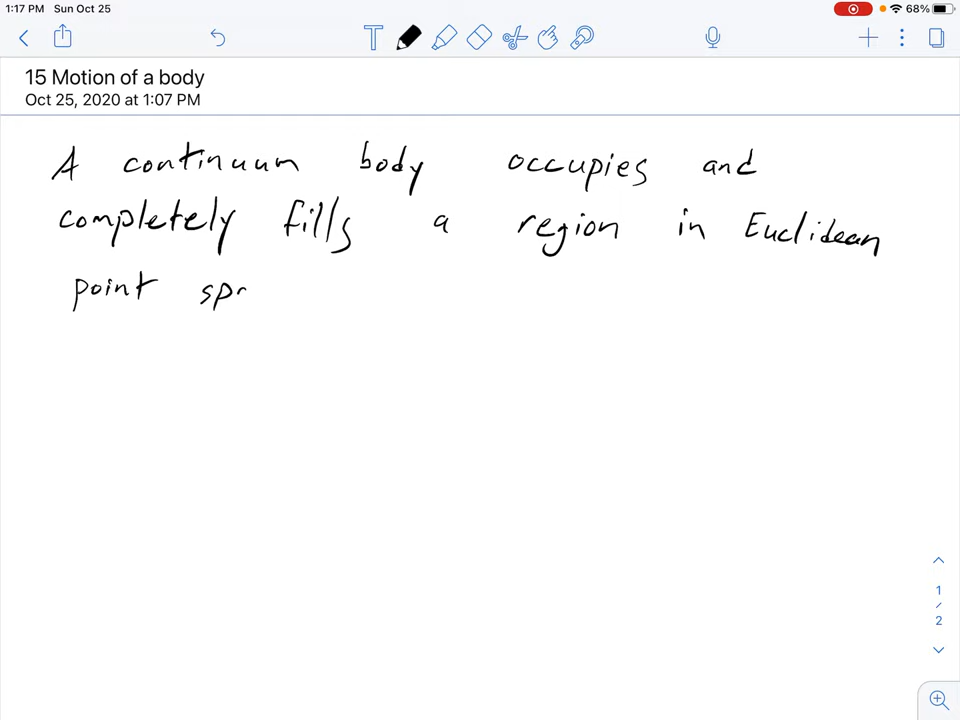 1:17 PM Sun Oct 25
68%
T
15 Motion of a body
Oct 25, 2020 at 1:07 PM
A continuum body occupies and
completely fills a region in Euclidean
point spa
1
/
2